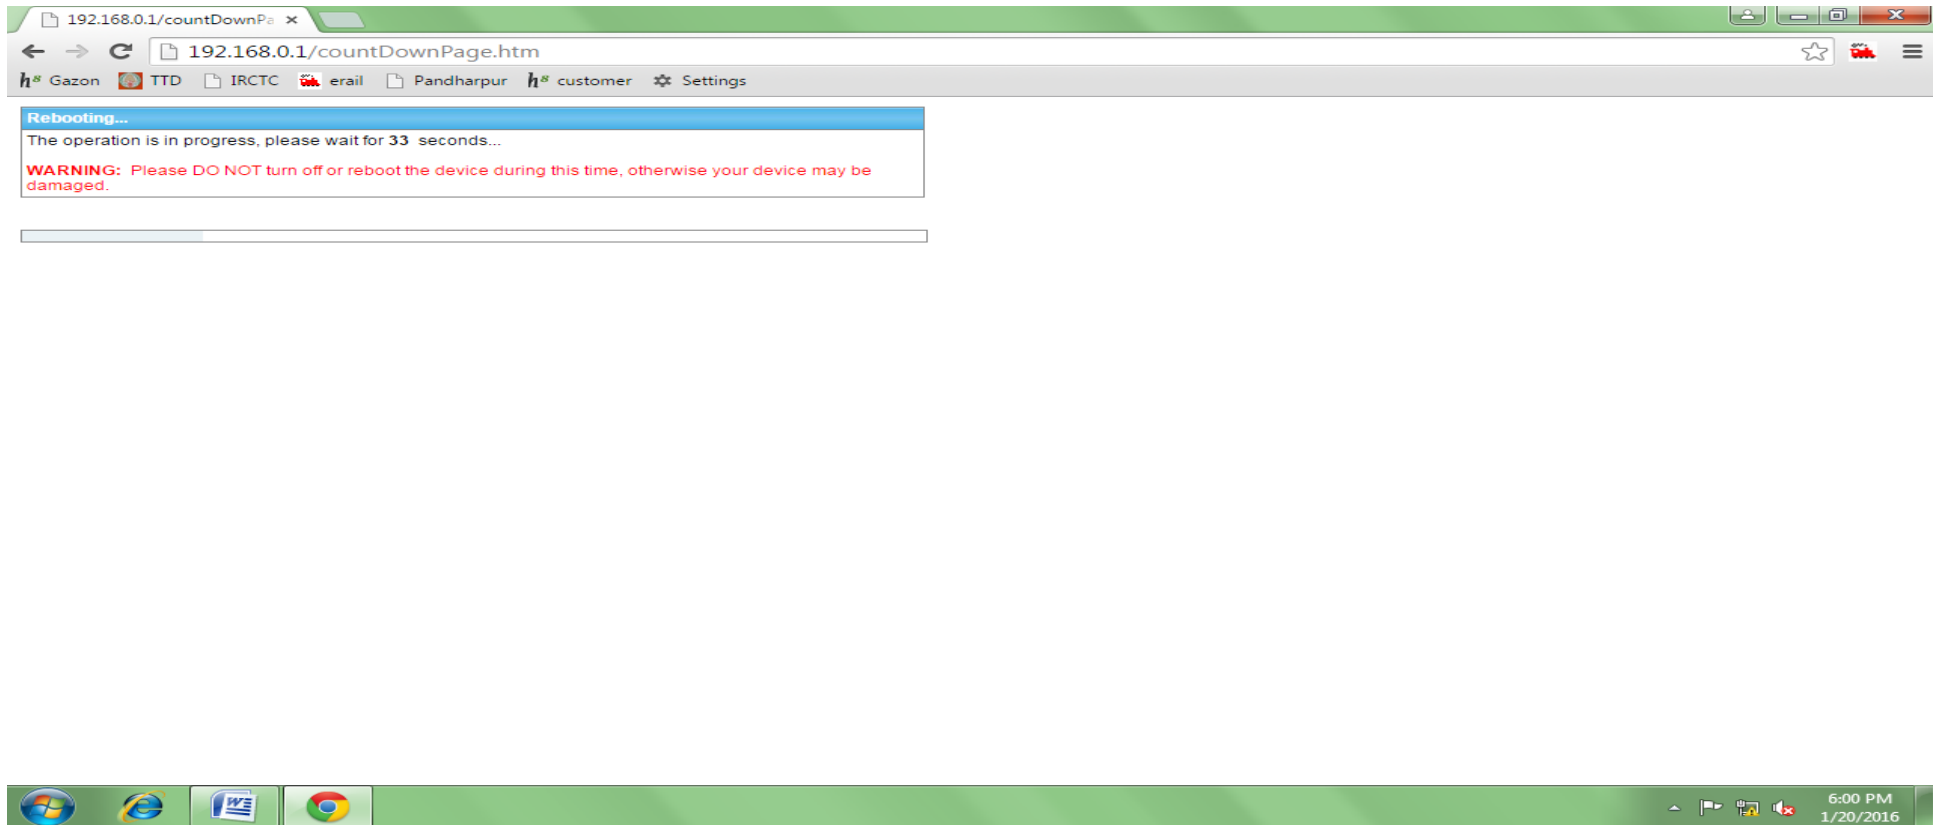 192.168.0.1/countDownPa
192.168.0.1/countDownPage.htm
h8 Gazon TTD IRCTC erail Pandharpur h8 customer Settings
Rebooting...
The operation is in progress, please wait for 33 seconds...
WARNING: Please DO NOT turn off or reboot the device during this time, otherwise your device may be
damaged.
W
6:00 PM
1/20/2016